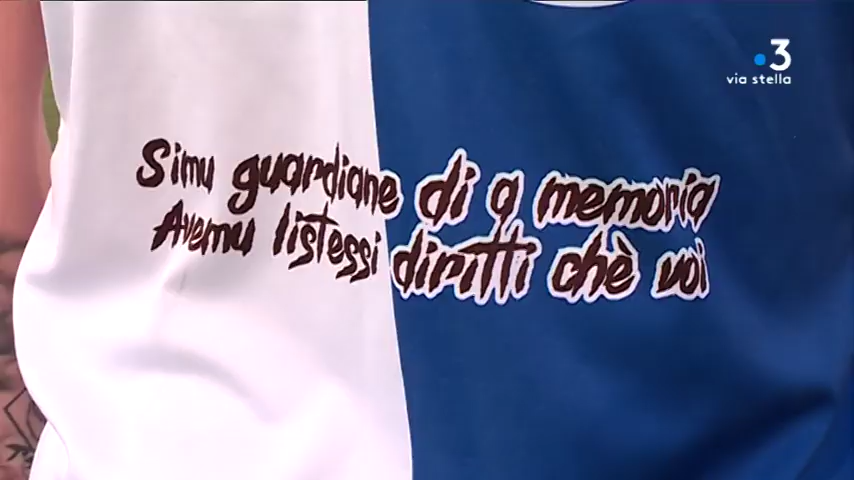 3
via stella
Simu guardiane di a memoria
Avemu listessi diritti chè voi